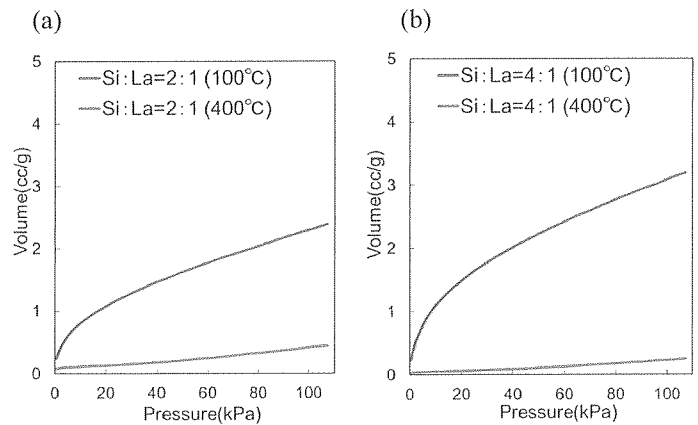 (a)
(b)
Si:La=2:1 (100℃)
Si:La=2:1 (400℃)
5
4
3
2
1
0
Volume(cc/g)
0 20 40 60 80 100
Pressure(kPa)
Si:La=4:1 (100℃)
Si:La=4:1 (400℃)
5
4
3
2
1
0
Volume(cc/g)
0 20 40 60 80 100
Pressure(kPa)